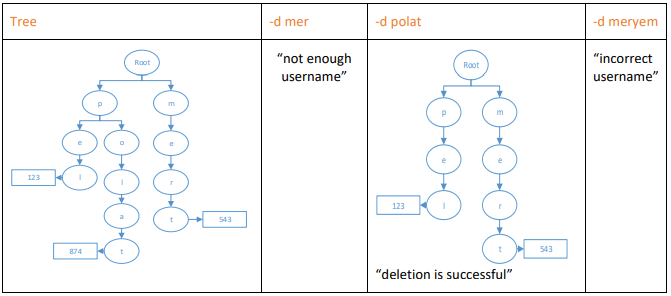 Tree
-d mer
-d polat
-d meryem
Root
p
m
e
o
e
123
l
l
r
a
t
543
874
t
"not enough
username"
Root
p
m
e
e
123
l
r
t
543
"deletion is successful"
"incorrect
username"